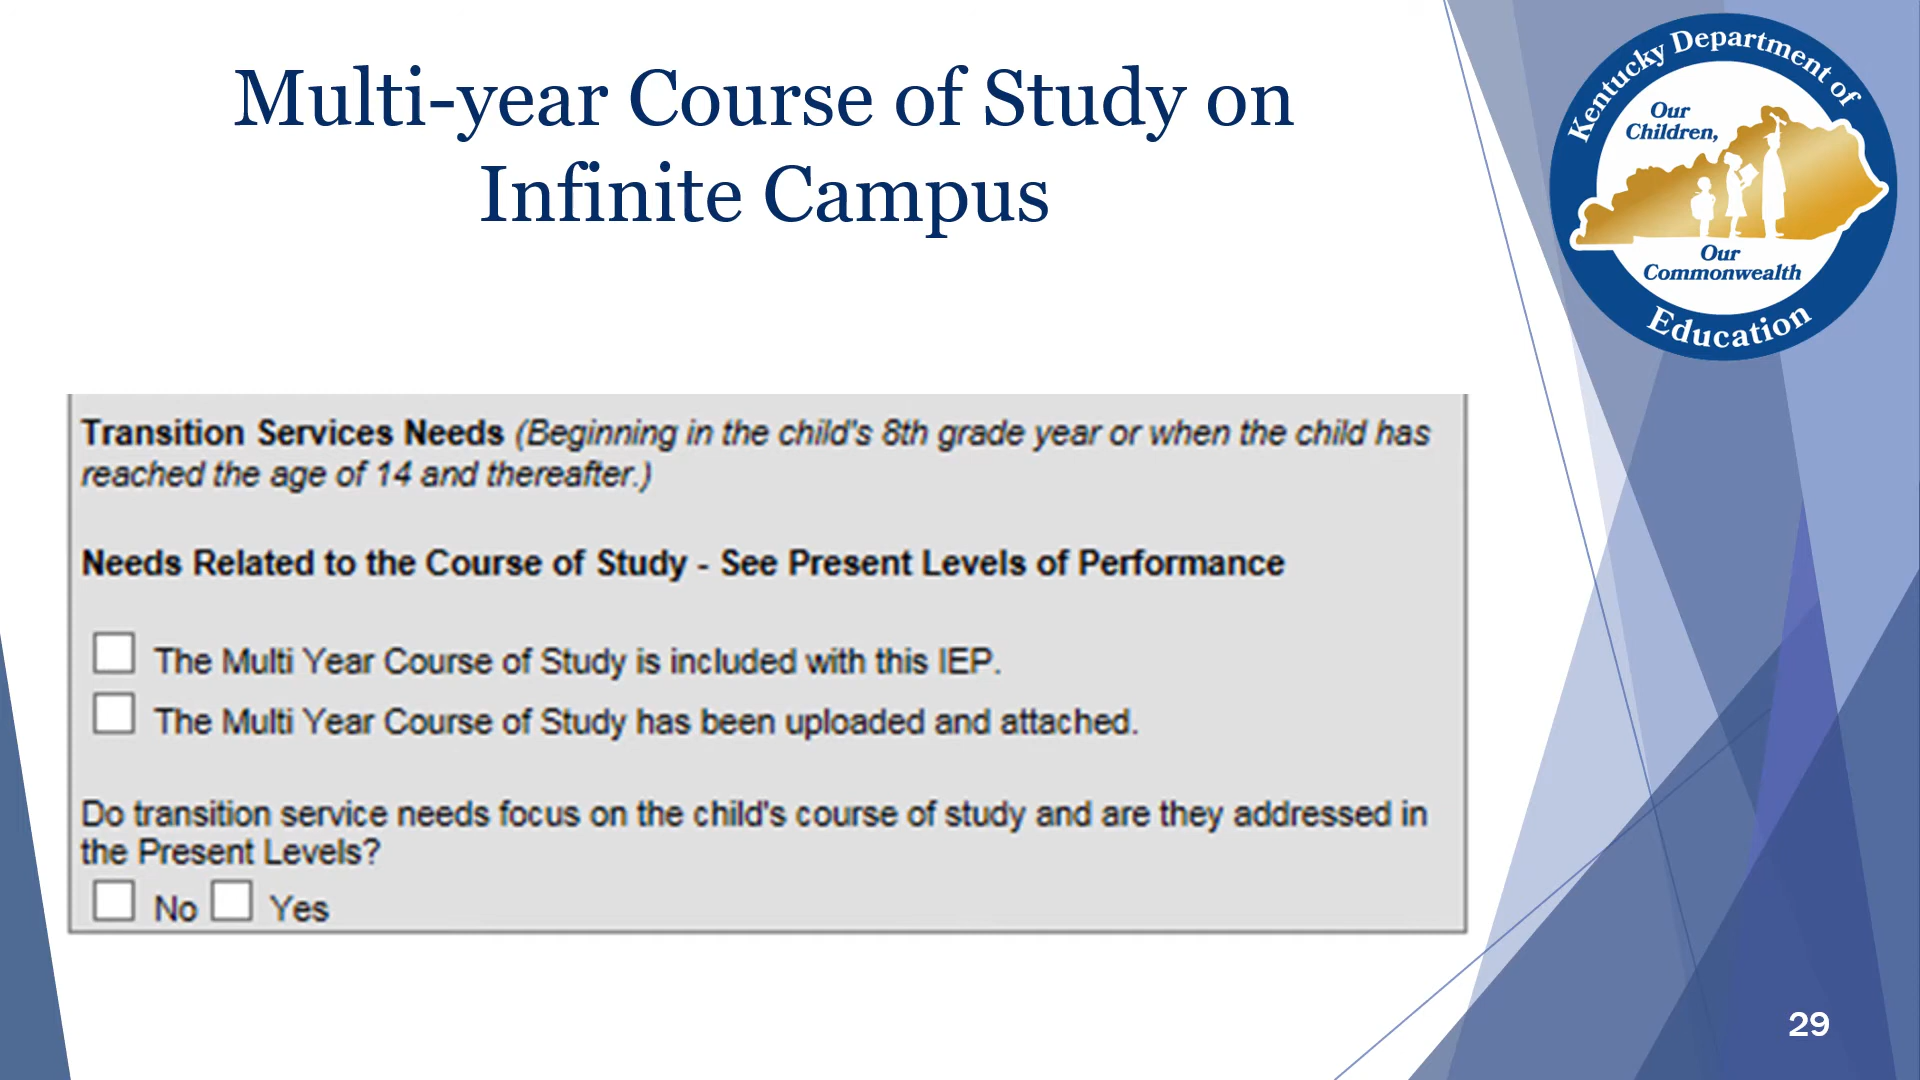 Multi-year Course of Study on
Infinite Campus
Kentucky Department of
Our
Children,
Our
Commonwealth
Education
Transition Services Needs (Beginning in the child's 8th grade year or when the child has
reached the age of 14 and thereafter.)
Needs Related to the Course of Study - See Present Levels of Performance
The Multi Year Course of Study is included with this IEP.
The Multi Year Course of Study has been uploaded and attached.
Do transition service needs focus on the child's course of study and are they addressed in
the Present Levels?
No Yes
29